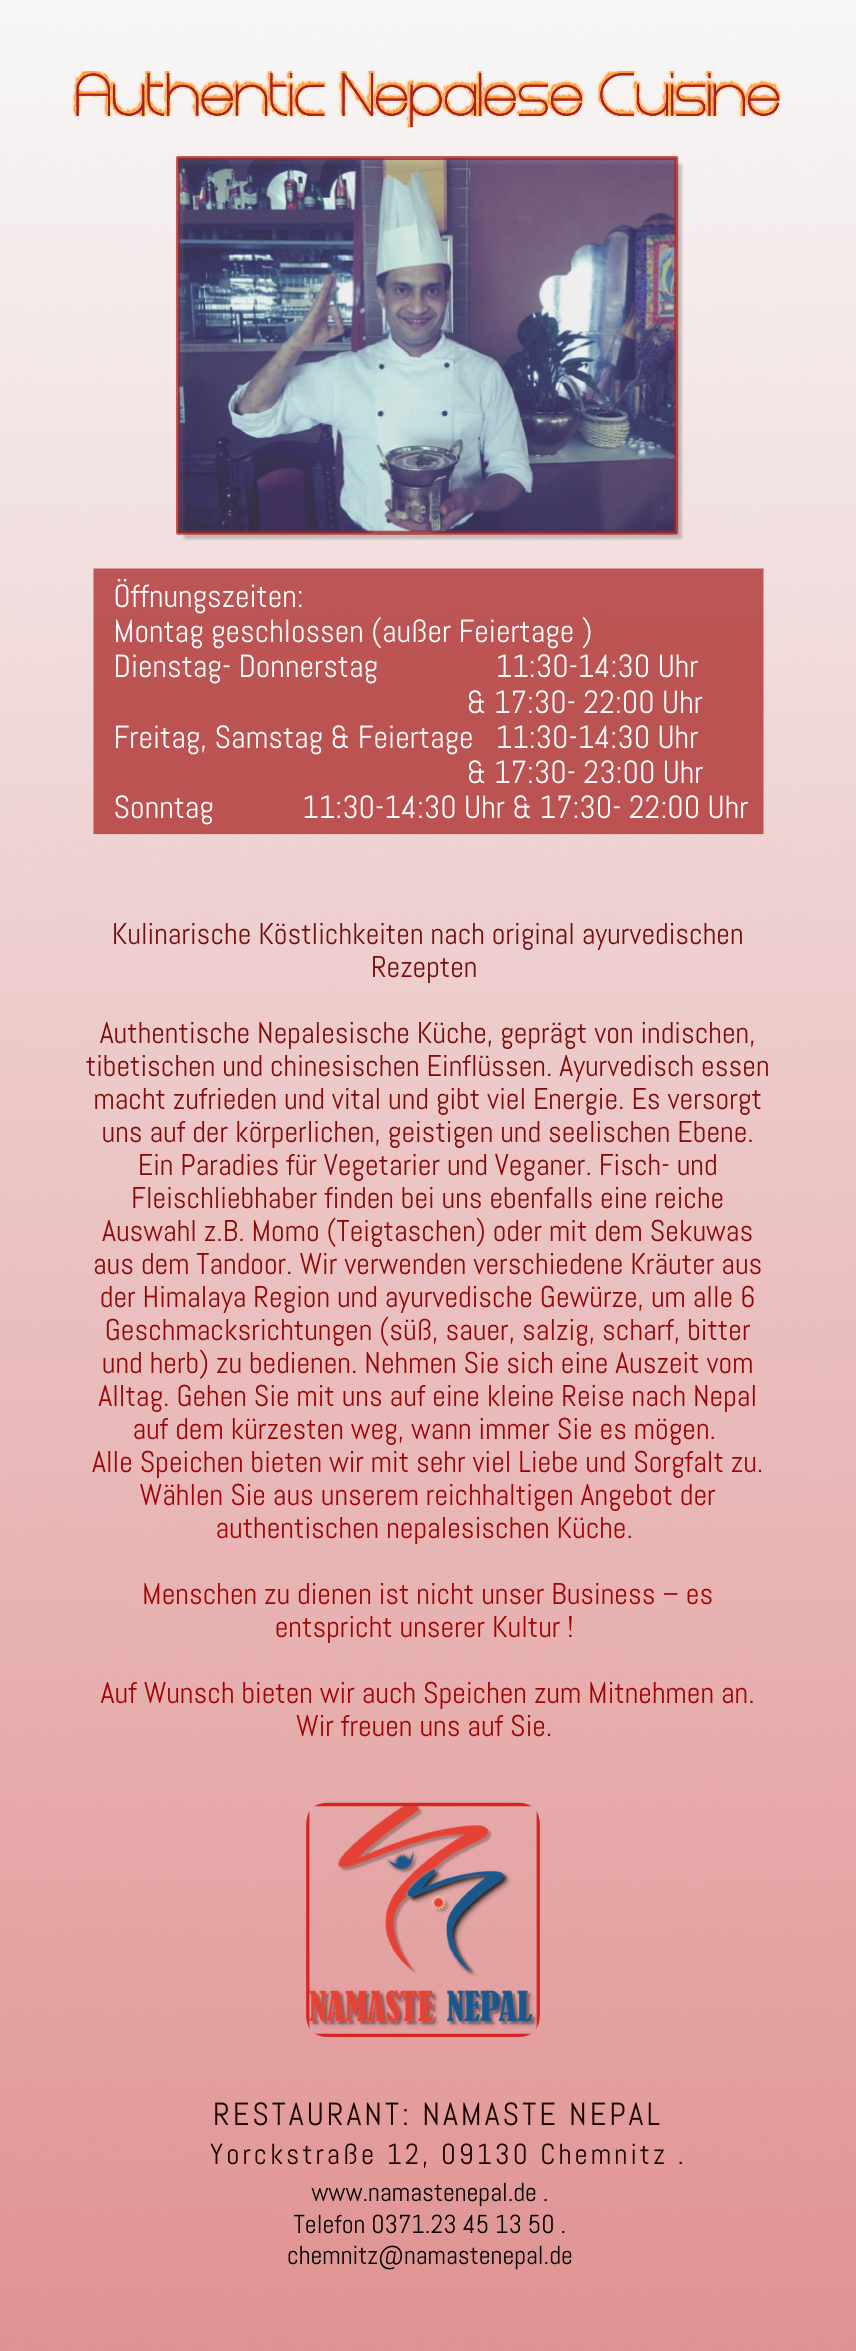 Authentic Nepalese Cuisine
Öffnungszeiten:
Montag geschlossen (außer Feiertage )
Dienstag- Donnerstag 11:30-14:30 Uhr
& 17:30- 22:00 Uhr
Freitag, Samstag & Feiertage 11:30-14:30 Uhr
& 17:30- 23:00 Uhr
Sonntag 11:30-14:30 Uhr & 17:30- 22:00 Uhr
Kulinarische Köstlichkeiten nach original ayurvedischen
Rezepten
Authentische Nepalesische Küche, geprägt von indischen,
tibetischen und chinesischen Einflüssen. Ayurvedisch essen
macht zufrieden und vital und gibt viel Energie. Es versorgt
uns auf der körperlichen, geistigen und seelischen Ebene.
Ein Paradies für Vegetarier und Veganer. Fisch- und
Fleischliebhaber finden bei uns ebenfalls eine reiche
Auswahl z.B. Momo (Teigtaschen) oder mit dem Sekuwas
aus dem Tandoor. Wir verwenden verschiedene Kräuter aus
der Himalaya Region und ayurvedische Gewürze, um alle 6
Geschmacksrichtungen (süß, sauer, salzig, scharf, bitter
und herb) zu bedienen. Nehmen Sie sich eine Auszeit vom
Alltag. Gehen Sie mit uns auf eine kleine Reise nach Nepal
auf dem kürzesten weg, wann immer Sie es mögen.
Alle Speichen bieten wir mit sehr viel Liebe und Sorgfalt zu.
Wählen Sie aus unserem reichhaltigen Angebot der
authentischen nepalesischen Küche.
Menschen zu dienen ist nicht unser Business – es
entspricht unserer Kultur !
Auf Wunsch bieten wir auch Speichen zum Mitnehmen an.
Wir freuen uns auf Sie.
NAMASTE NEPAL
RESTAURANT: NAMASTE NEPAL
Yorckstraße 12, 09130 Chemnitz .
www.namastenepal.de .
Telefon 0371.23 45 13 50 .
chemnitz@namastenepal.de